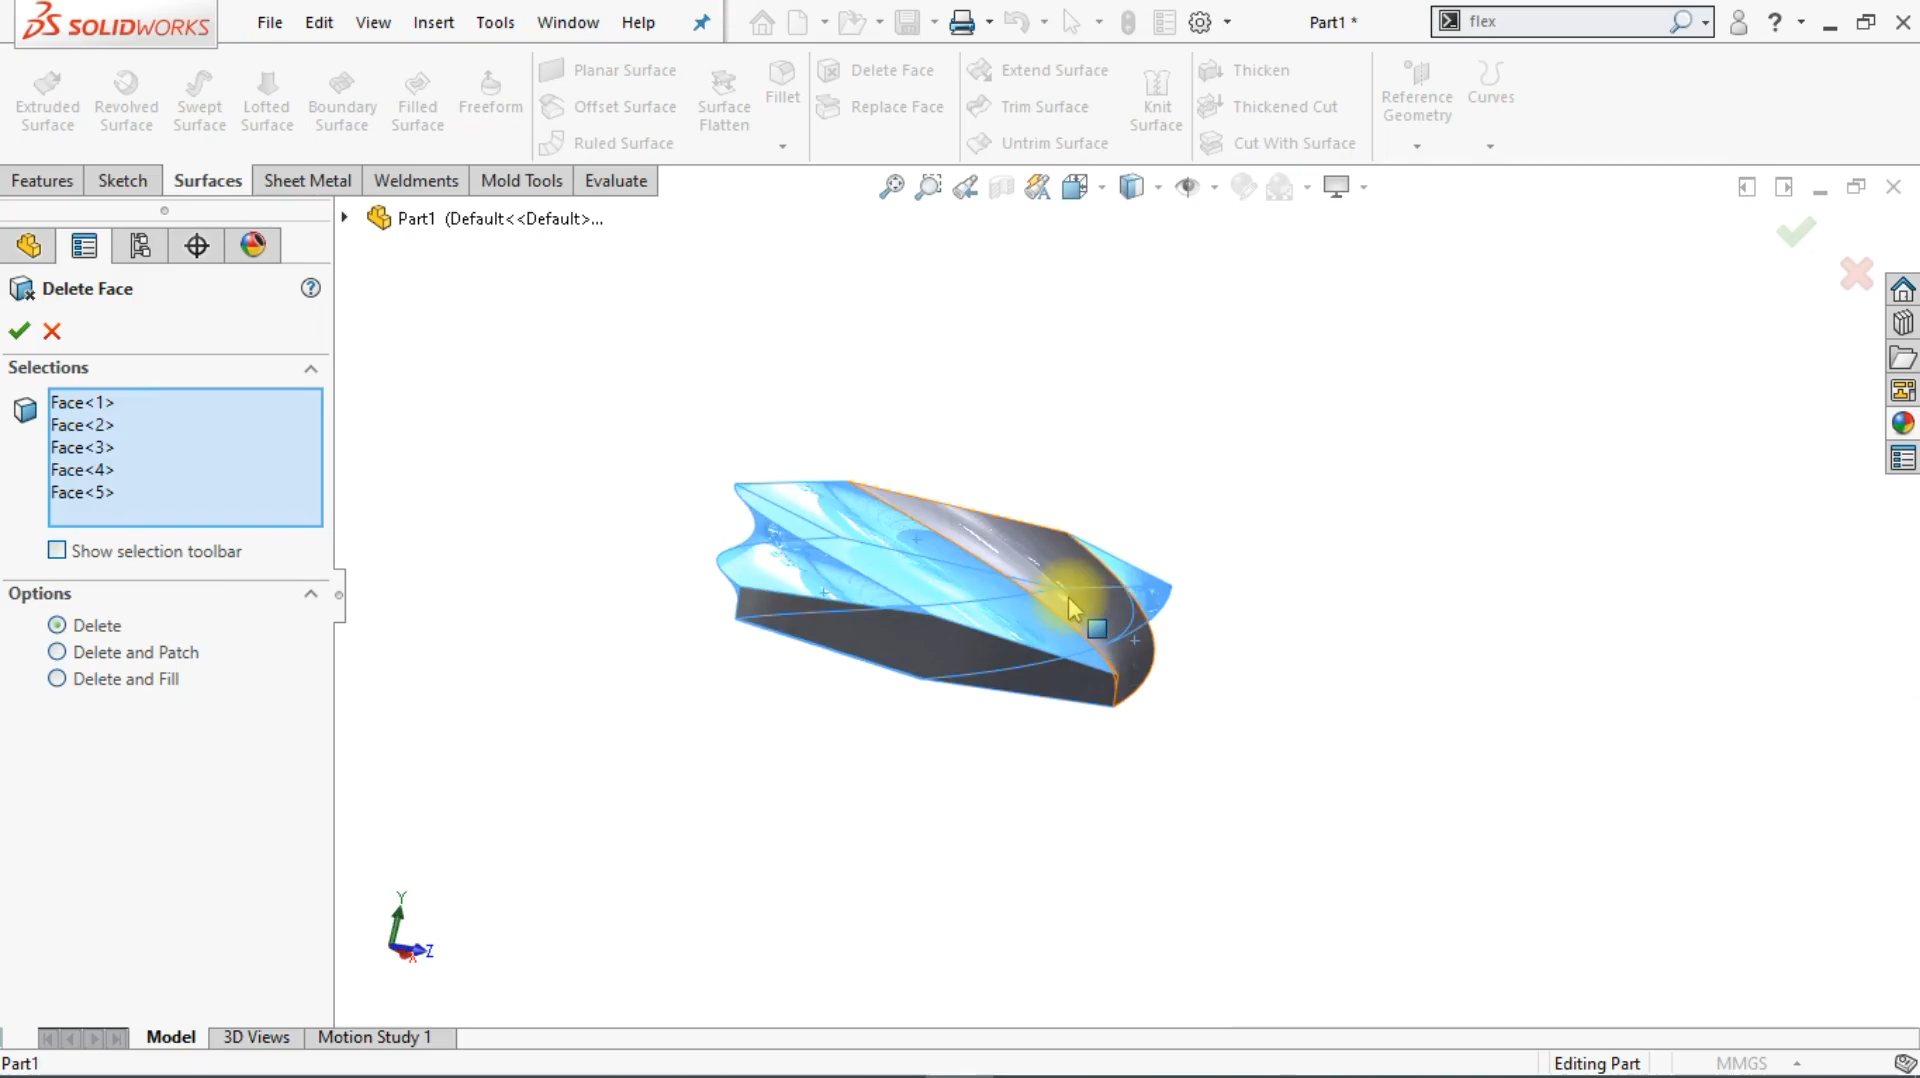 SOLIDWORKS File Edit View Insert Tools Window Help Part1 * flex
Extruded Surface
Revolved Surface
Swept Surface
Lofted Surface
Boundary Surface
Filled Surface
Freeform
Planar Surface
Offset Surface
Ruled Surface
Surface Flatten
Fillet
Delete Face
Replace Face
Extend Surface
Trim Surface
Untrim Surface
Knit Surface
Thicken
Thickened Cut
Cut With Surface
Reference Geometry
Curves
Features Sketch Surfaces Sheet Metal Weldments Mold Tools Evaluate
Part1 (Default<<Default>...
Delete Face
Selections
Face<1>
Face<2>
Face<3>
Face<4>
Face<5>
Show selection toolbar
Options
Delete
Delete and Patch
Delete and Fill
Y
Z
X
Model 3D Views Motion Study 1
Part1 Editing Part MMGS